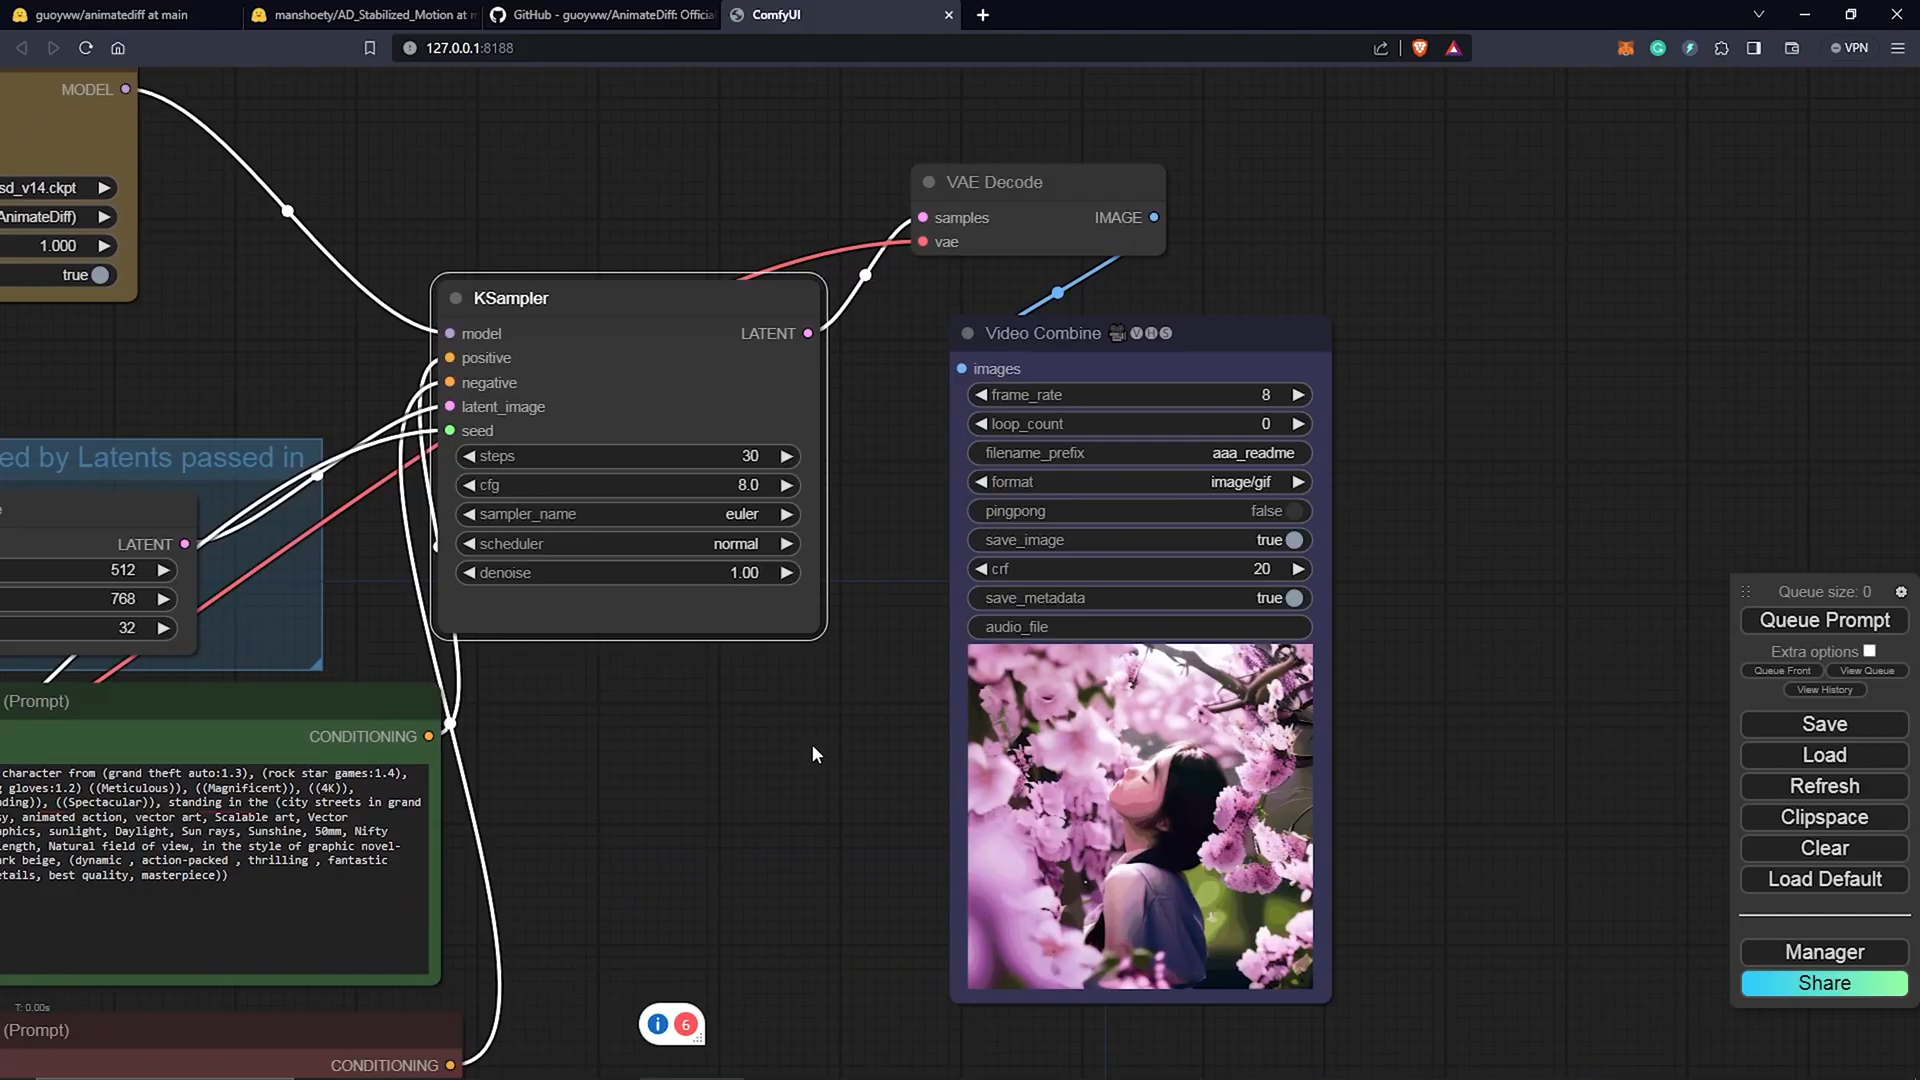 guoyww/animatediff at main
manshoety/AD_Stabilized_Motion at m
GitHub - guoyww/AnimateDiff: Officia
ComfyUI
127.0.0.1:8188
VPN
MODEL
sd_v14.ckpt
AnimateDiff)
1.000
true
VAE Decode
samples
IMAGE
vae
KSampler
model
LATENT
positive
negative
latent_image
seed
steps 30
cfg 8.0
sampler_name euler
scheduler normal
denoise 1.00
Video Combine VHS
images
frame_rate 8
loop_count 0
filename_prefix aaa_readme
format image/gif
pingpong false
save_image true
crf 20
save_metadata true
audio_file
ed by Latents passed in
e
LATENT
512
768
32
(Prompt)
CONDITIONING
character from (grand theft auto:1.3), (rock star games:1.4),
g gloves:1.2) ((Meticulous)), ((Magnificent)), ((4K)),
nding)), ((Spectacular)), standing in the (city streets in grand
sy, animated action, vector art, Scalable art, Vector
aphics, sunlight, Daylight, Sun rays, Sunshine, 50mm, Nifty
length, Natural field of view, in the style of graphic novel-
ark beige, (dynamic , action-packed , thrilling , fantastic
etails, best quality, masterpiece))
T: 0.00s
(Prompt)
CONDITIONING
6
Queue size: 0
Queue Prompt
Extra options
Queue Front
View Queue
View History
Save
Load
Refresh
Clipspace
Clear
Load Default
Manager
Share